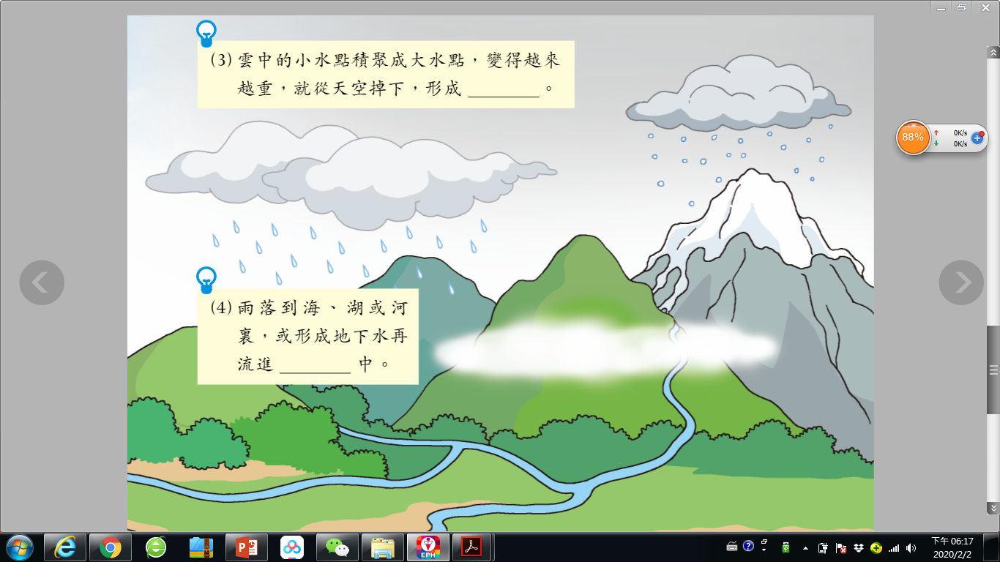 (3) 雲中的小水點積聚成大水點，變得越來
越重，就從天空掉下，形成 ________ 。
88%
0K/s
0K/s
(4) 雨落到海、湖或河
裏，或形成地下水再
流進 ________ 中。
EPH
下午 06:17
2020/2/2